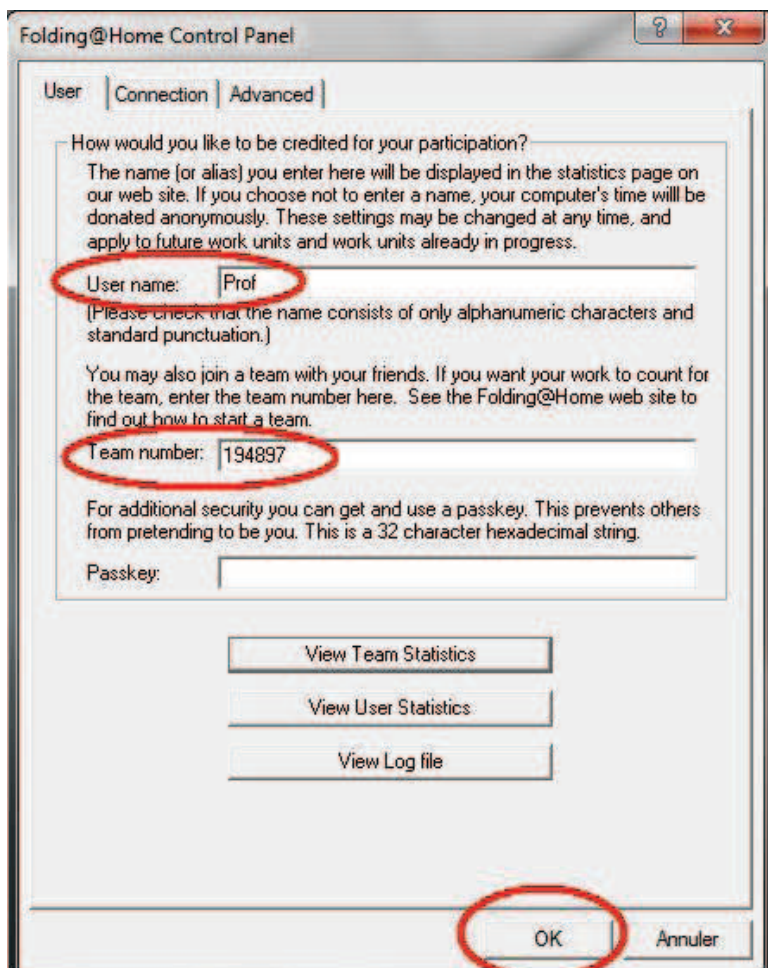 Folding@Home Control Panel
User Connection Advanced
How would you like to be credited for your participation?
The name (or alias) you enter here will be displayed in the statistics page on
our web site. If you choose not to enter a name, your computer's time willl be
donated anonymously. These settings may be changed at any time, and
apply to future work units and work units already in progress.
User name: Prof
(Please check that the name consists of only alphanumeric characters and
standard punctuation.)
You may also join a team with your friends. If you want your work to count for
the team, enter the team number here. See the Folding@Home web site to
find out how to start a team.
Team number: 194897
For additional security you can get and use a passkey. This prevents others
from pretending to be you. This is a 32 character hexadecimal string.
Passkey:
View Team Statistics
View User Statistics
View Log file
OK Annuler